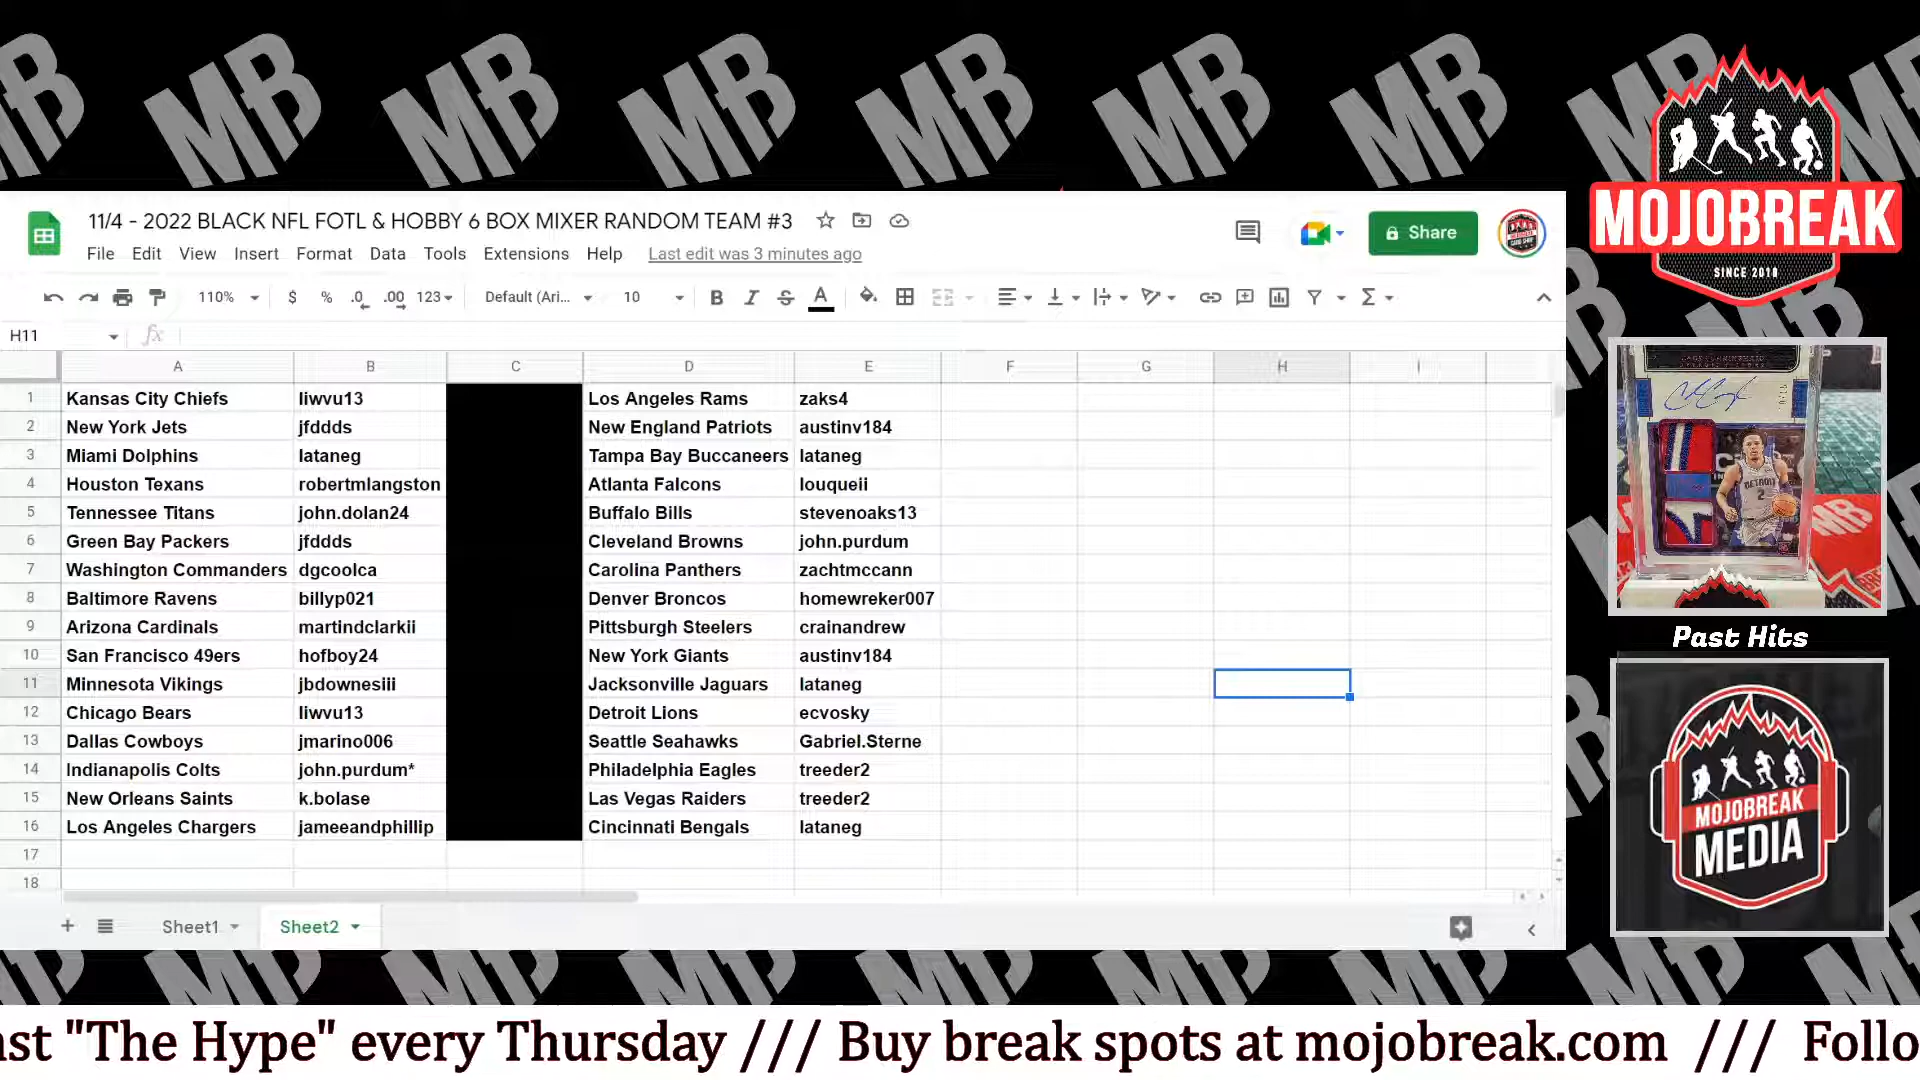 11/4 - 2022 BLACK NFL FOTL & HOBBY 6 BOX MIXER RANDOM TEAM #3
File Edit View Insert Format Data Tools Extensions Help Last edit was 3 minutes ago
Share
110% $ % .0 .00 123 Default (Ari... 10 B I S A
H11 fx
A B C D E F G H I
1 Kansas City Chiefs liwvu13 Los Angeles Rams zaks4
2 New York Jets jfddds New England Patriots austinv184
3 Miami Dolphins lataneg Tampa Bay Buccaneers lataneg
4 Houston Texans robertmlangston Atlanta Falcons louqueii
5 Tennessee Titans john.dolan24 Buffalo Bills stevenoaks13
6 Green Bay Packers jfddds Cleveland Browns john.purdum
7 Washington Commanders dgcoolca Carolina Panthers zachtmccann
8 Baltimore Ravens billyp021 Denver Broncos homewreker007
9 Arizona Cardinals martindclarkii Pittsburgh Steelers crainandrew
10 San Francisco 49ers hofboy24 New York Giants austinv184
11 Minnesota Vikings jbdownesiii Jacksonville Jaguars lataneg
12 Chicago Bears liwvu13 Detroit Lions ecvosky
13 Dallas Cowboys jmarino006 Seattle Seahawks Gabriel.Sterne
14 Indianapolis Colts john.purdum* Philadelphia Eagles treeder2
15 New Orleans Saints k.bolase Las Vegas Raiders treeder2
16 Los Angeles Chargers jameeandphillip Cincinnati Bengals lataneg
17
18
Sheet1 Sheet2
MOJOBREAK
SINCE 2010
DETROIT
2
MB
Past Hits
MOJOBREAK
MEDIA
ast "The Hype" every Thursday /// Buy break spots at mojobreak.com /// Follo